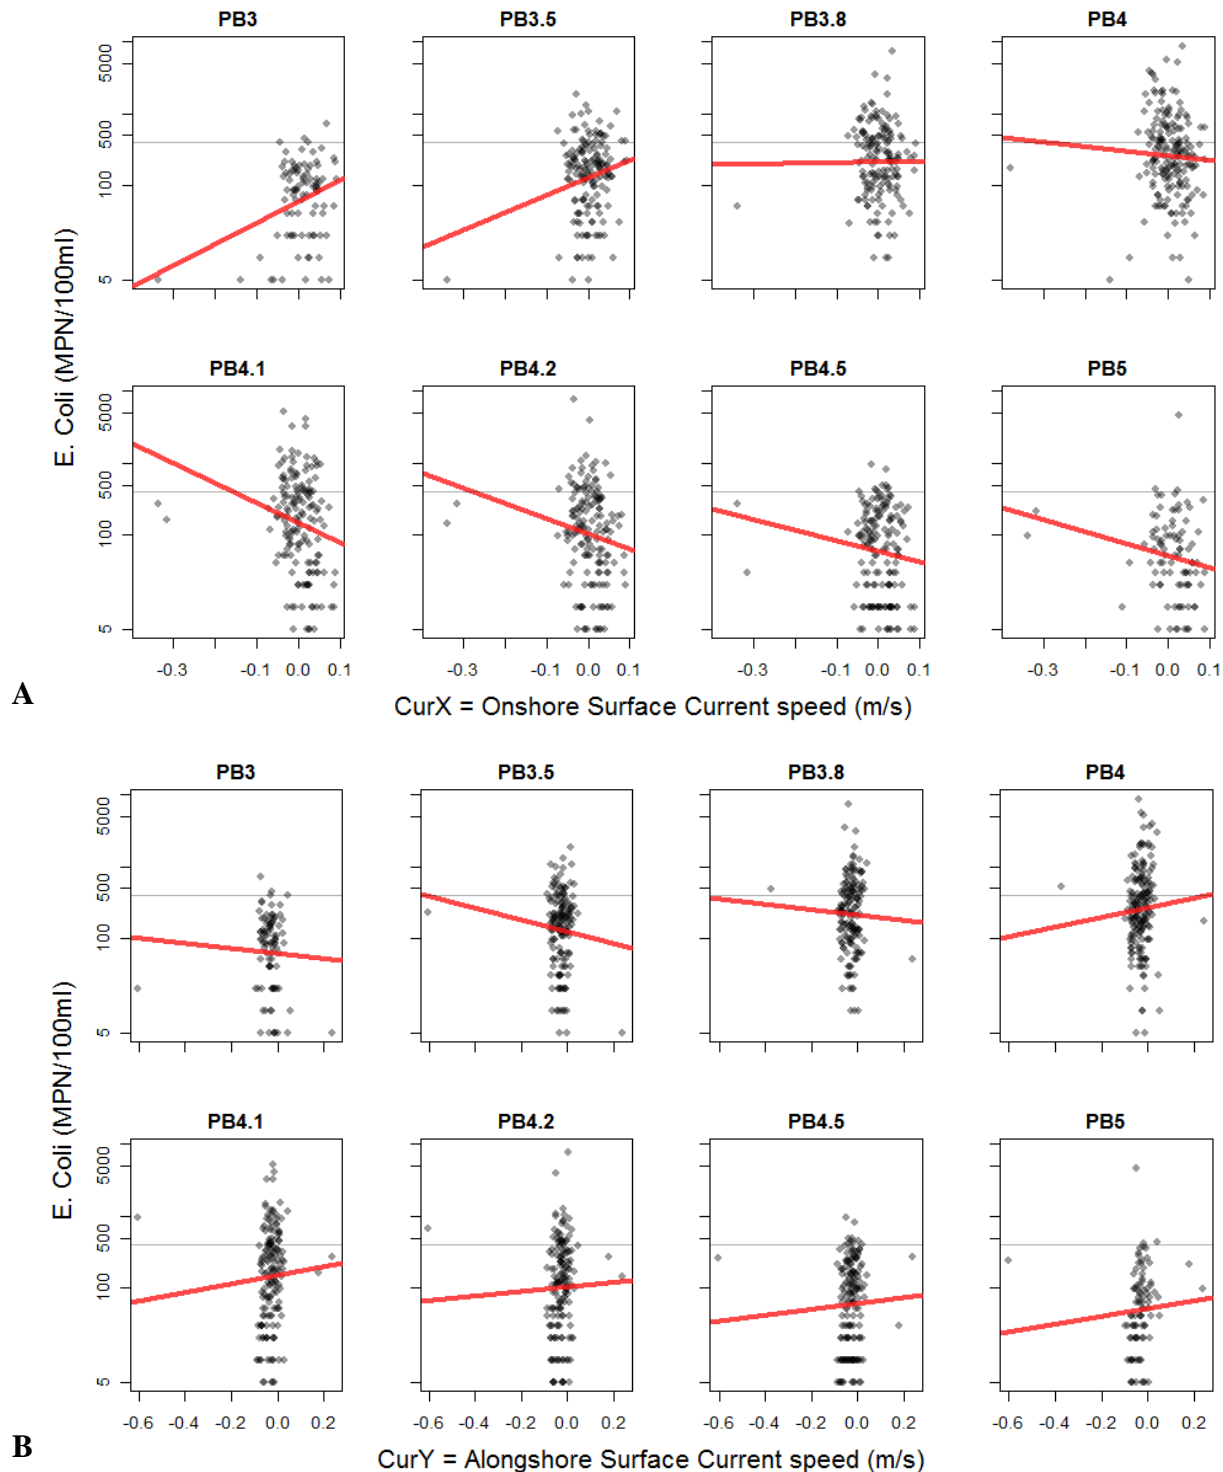 PB3 PB3.5 PB3.8 PB4
5000
500
100
5
PB4.1 PB4.2 PB4.5 PB5
5000
500
100
5
E. Coli (MPN/100ml)
-0.3 -0.1 0.0 0.1 -0.3 -0.1 0.0 0.1 -0.3 -0.1 0.0 0.1 -0.3 -0.1 0.0 0.1
A
CurX = Onshore Surface Current speed (m/s)
PB3 PB3.5 PB3.8 PB4
5000
500
100
5
PB4.1 PB4.2 PB4.5 PB5
5000
500
100
5
E. Coli (MPN/100ml)
-0.6 -0.4 -0.2 0.0 0.2 -0.6 -0.4 -0.2 0.0 0.2 -0.6 -0.4 -0.2 0.0 0.2 -0.6 -0.4 -0.2 0.0 0.2
B
CurY = Alongshore Surface Current speed (m/s)